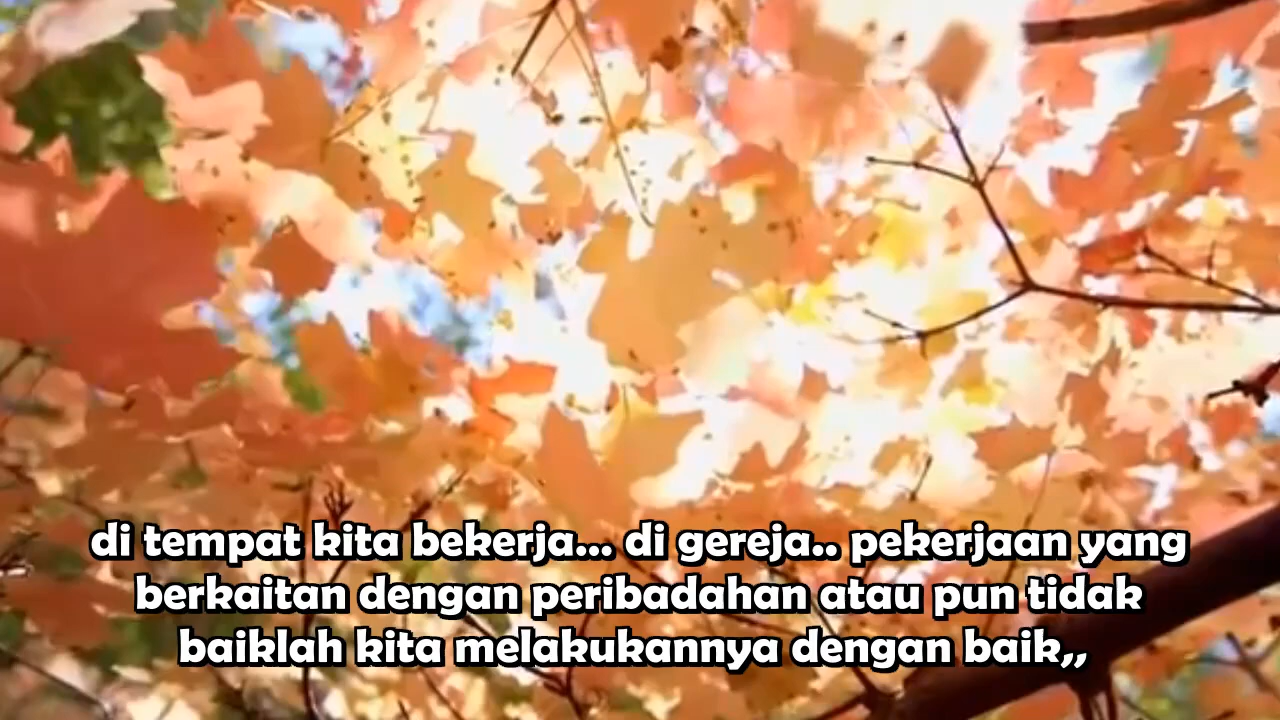 di tempat kita bekerja... di gereja.. pekerjaan yang
berkaitan dengan peribadahan atau pun tidak
baiklah kita melakukannya dengan baik,,